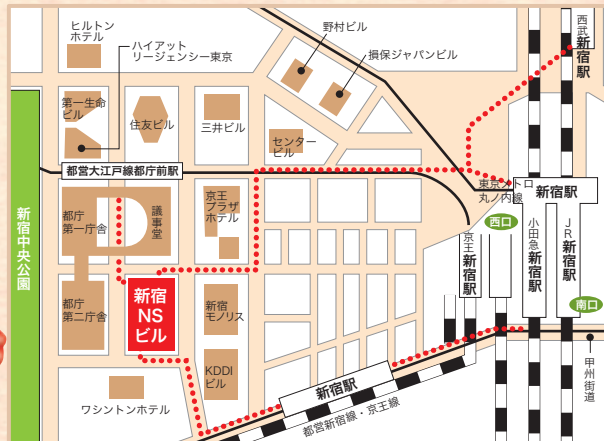 ヒルトン
ホテル
ハイアット
リージェンシー東京
野村ビル
損保ジャパンビル
西武
新宿駅
第一生命
ビル
住友ビル
三井ビル
センター
ビル
都営大江戸線都庁前駅
東京メトロ
丸ノ内線
新宿駅
新宿中央公園
都庁
第一庁舎
議事堂
京王
プラザ
ホテル
西口
京王
新宿駅
小田急
新宿駅
JR
新宿駅
南口
都庁
第二庁舎
新宿
NS
ビル
新宿
モノリス
KDDI
ビル
ワシントンホテル
新宿駅
都営新宿線・京王線
甲州街道